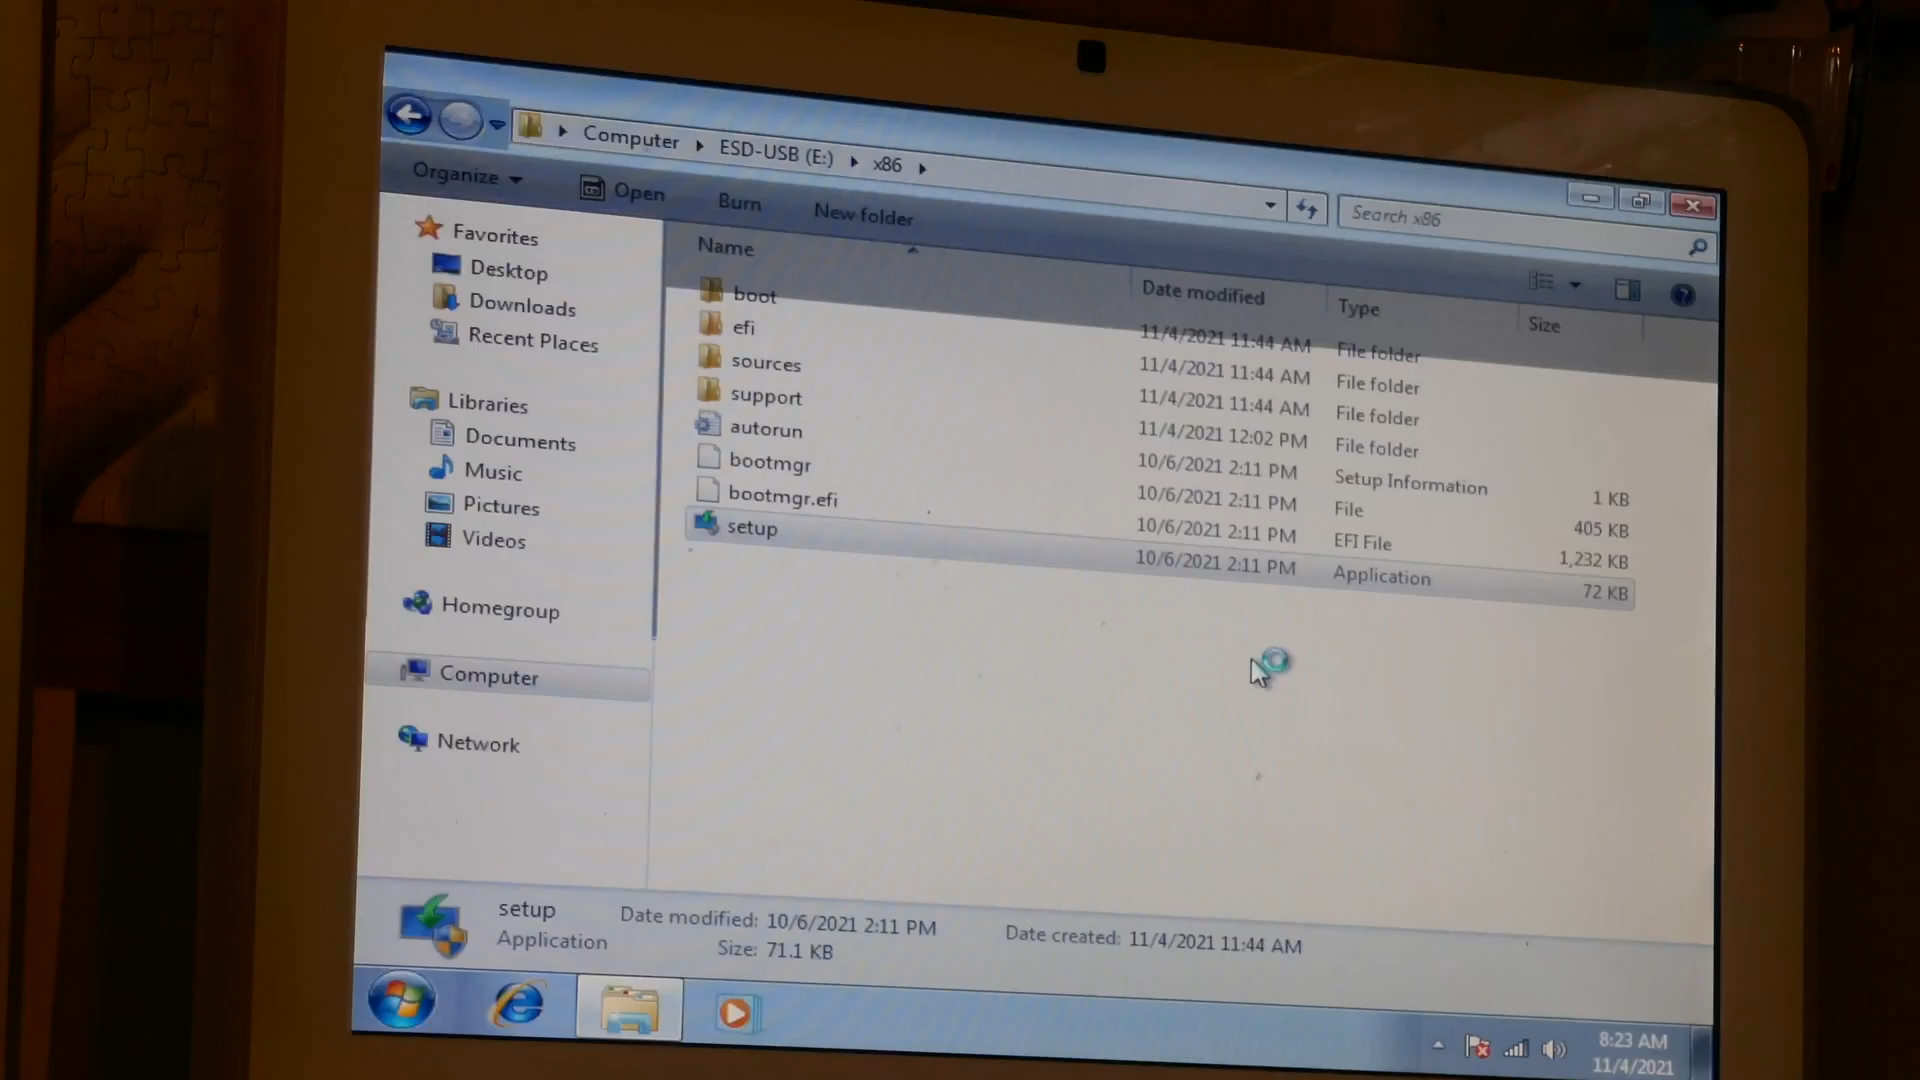 Computer ESD-USB (E:) x86
Search x86
Organize Open Burn New folder
Favorites
Desktop
Downloads
Recent Places
Libraries
Documents
Music
Pictures
Videos
Homegroup
Computer
Network
Name Date modified Type Size
boot 11/4/2021 11:44 AM File folder
efi 11/4/2021 11:44 AM File folder
sources 11/4/2021 11:44 AM File folder
support 11/4/2021 12:02 PM File folder
autorun 10/6/2021 2:11 PM Setup Information 1 KB
bootmgr 10/6/2021 2:11 PM File 405 KB
bootmgr.efi 10/6/2021 2:11 PM EFI File 1,232 KB
setup 10/6/2021 2:11 PM Application 72 KB
setup Date modified: 10/6/2021 2:11 PM Date created: 11/4/2021 11:44 AM
Application Size: 71.1 KB
8:23 AM
11/4/2021